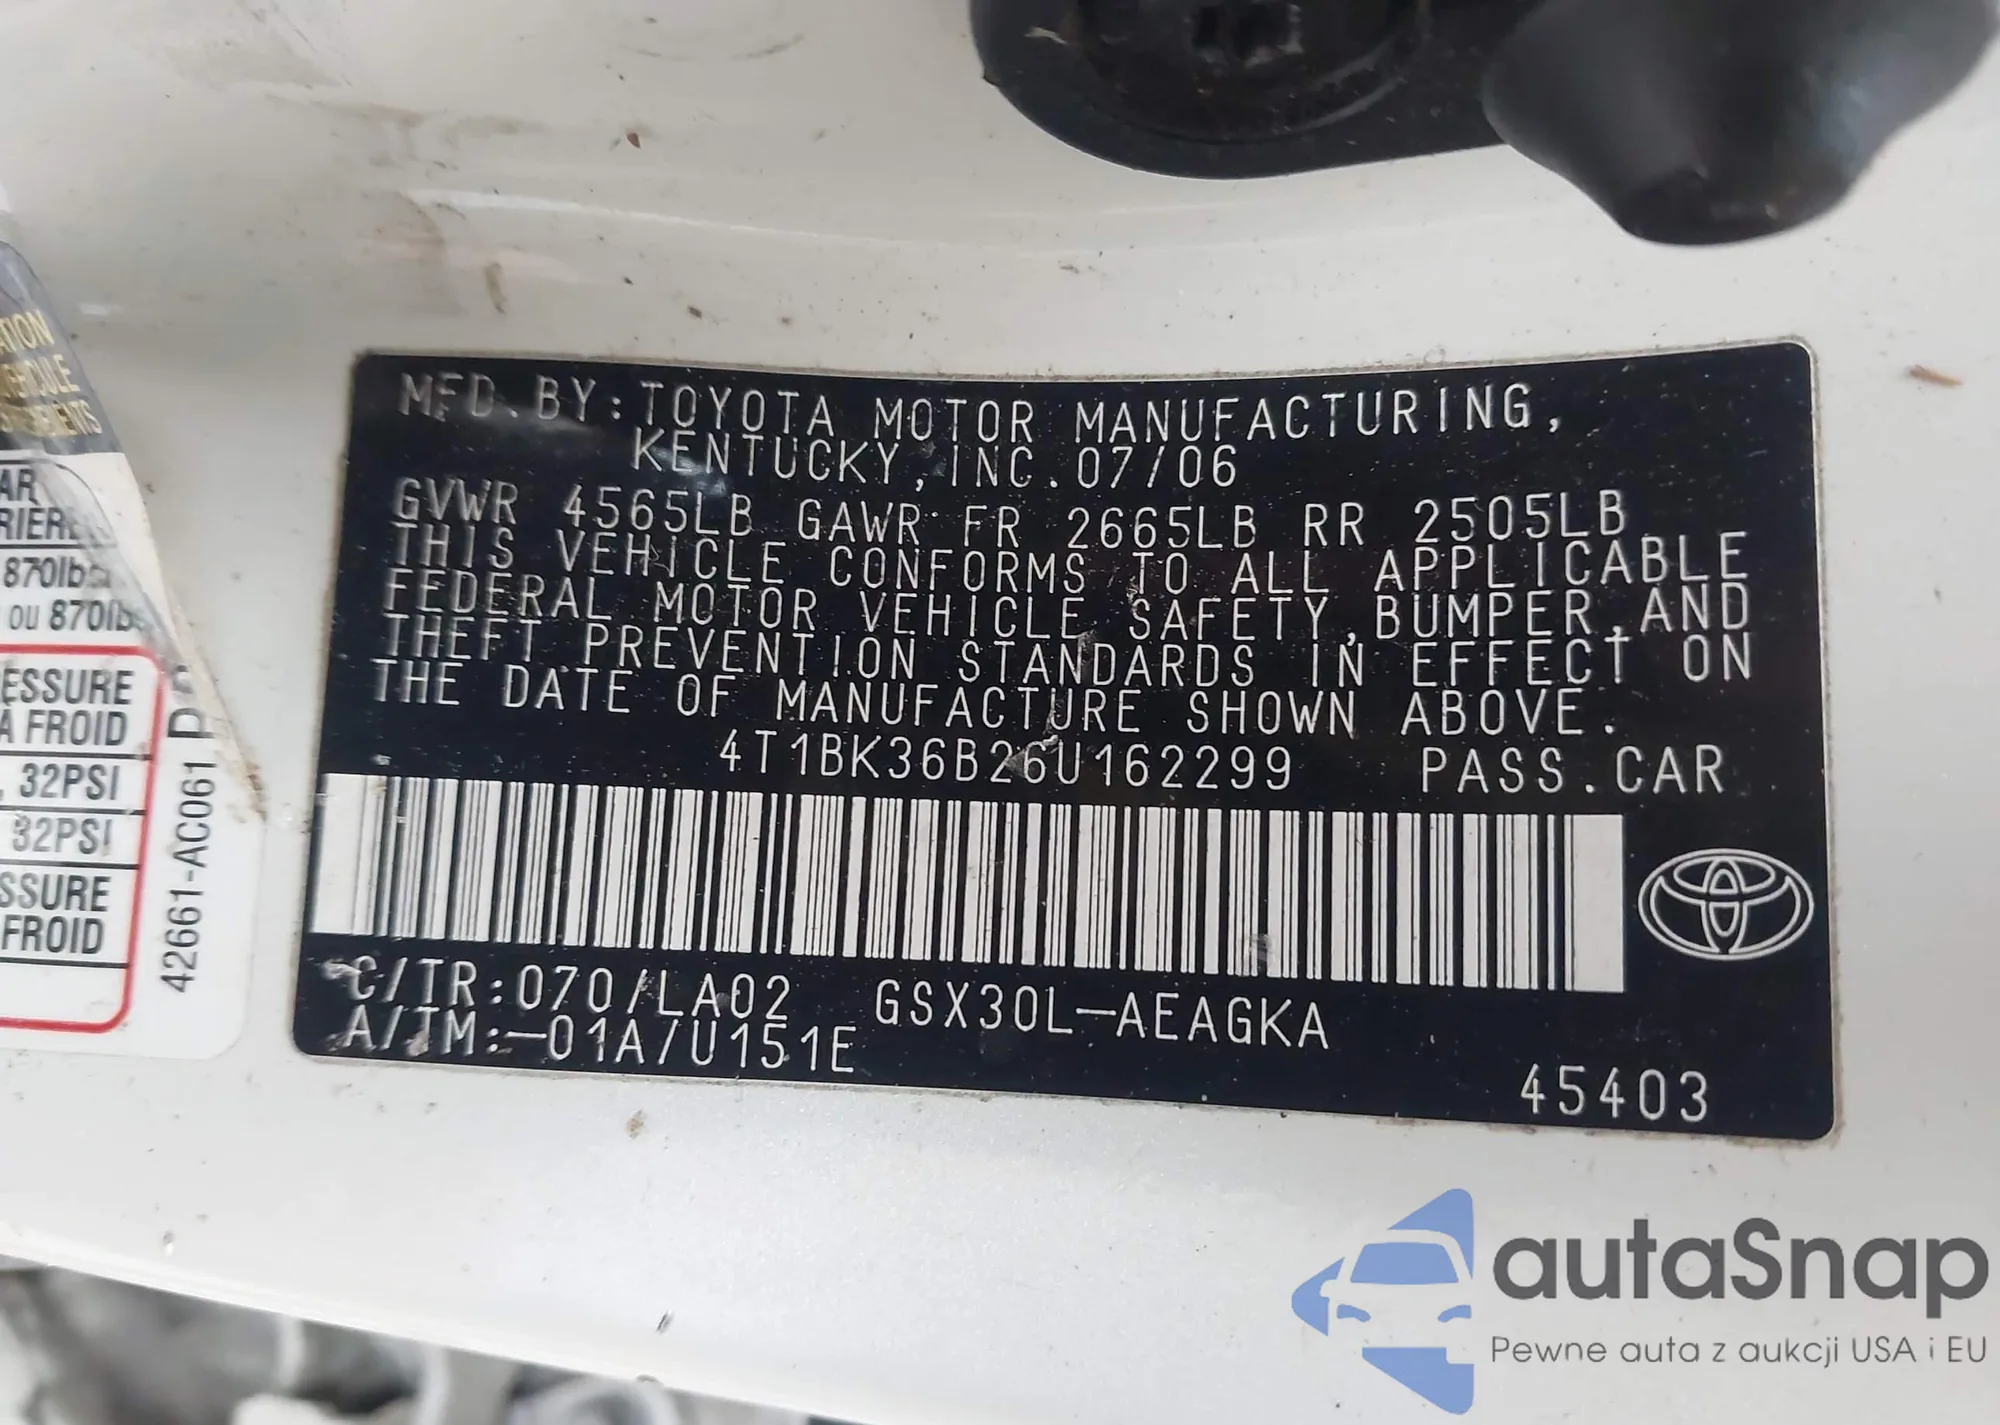 MFD.BY:TOYOTA MOTOR MANUFACTURING,
KENTUCKY,INC.07/06
GVWR 4565LB GAWR FR 2665LB RR 2505LB
THIS VEHICLE CONFORMS TO ALL APPLICABLE
FEDERAL MOTOR VEHICLE SAFETY,BUMPER,AND
THEFT PREVENTION STANDARDS IN EFFECT ON
THE DATE OF MANUFACTURE SHOWN ABOVE.
4T1BK36B26U162299 PASS.CAR
C/TR:070/LA02 GSX30L-AEAGKA
A/TM:-01A/U151E
45403
870lbs
ou 870lbs
ESSURE
À FROID
, 32PSI
32PSI
SSURE
FROID
42661-AC061
autaSnap
Pewne auta z aukcji USA i EU